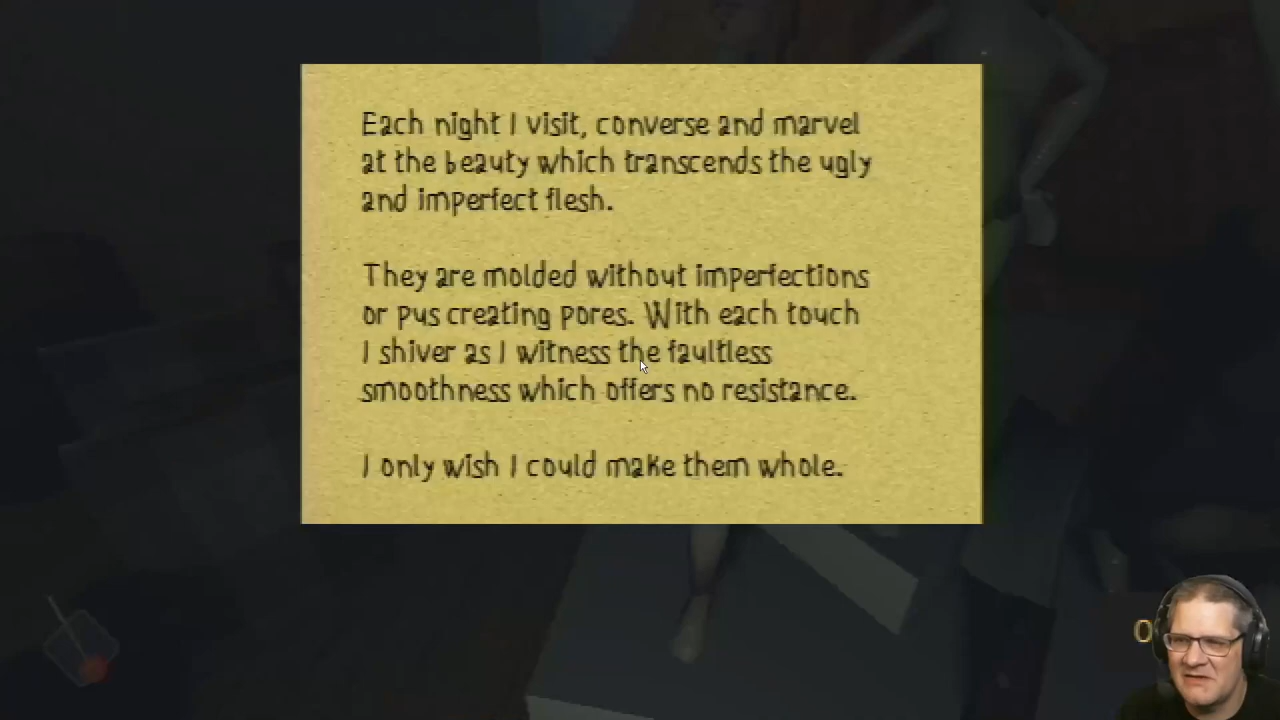 Each night I visit, converse and marvel
at the beauty which transcends the ugly
and imperfect flesh.
They are molded without imperfections
or pus creating pores. With each touch
I shiver as I witness the faultless
smoothness which offers no resistance.
I only wish I could make them whole.